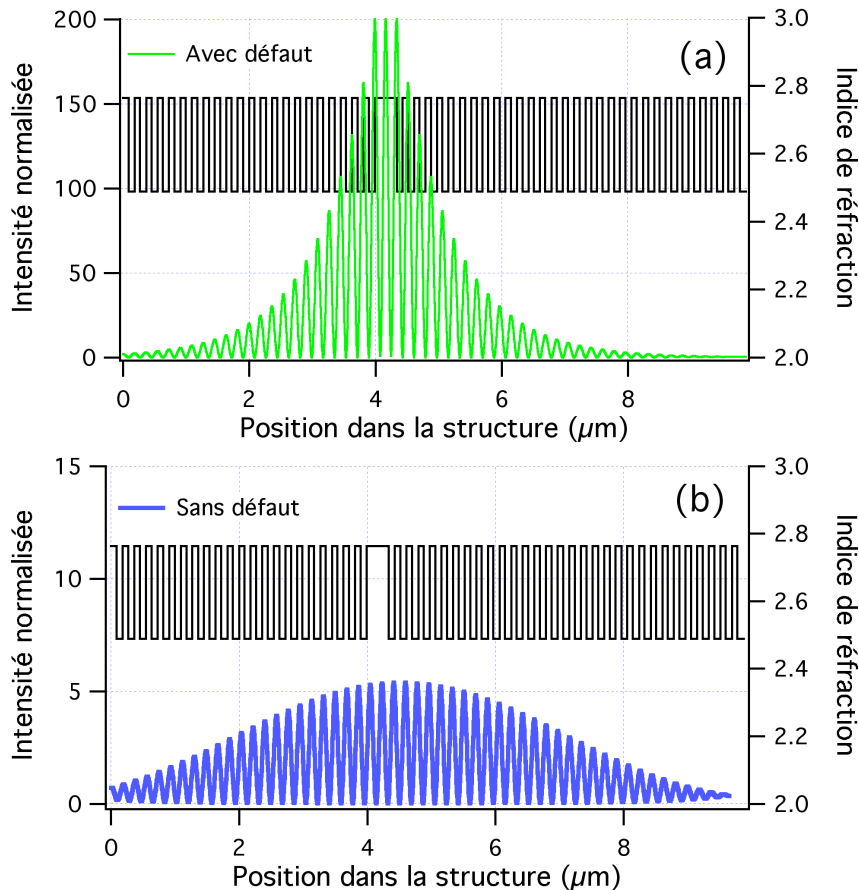 200
150
100
50
0
Intensité normalisée
Avec défaut
(a)
3.0
2.8
2.6
2.4
2.2
2.0
Indice de réfraction
0 2 4 6 8
Position dans la structure (µm)
15
10
5
0
Intensité normalisée
Sans défaut
(b)
3.0
2.8
2.6
2.4
2.2
2.0
Indice de réfraction
0 2 4 6 8
Position dans la structure (µm)